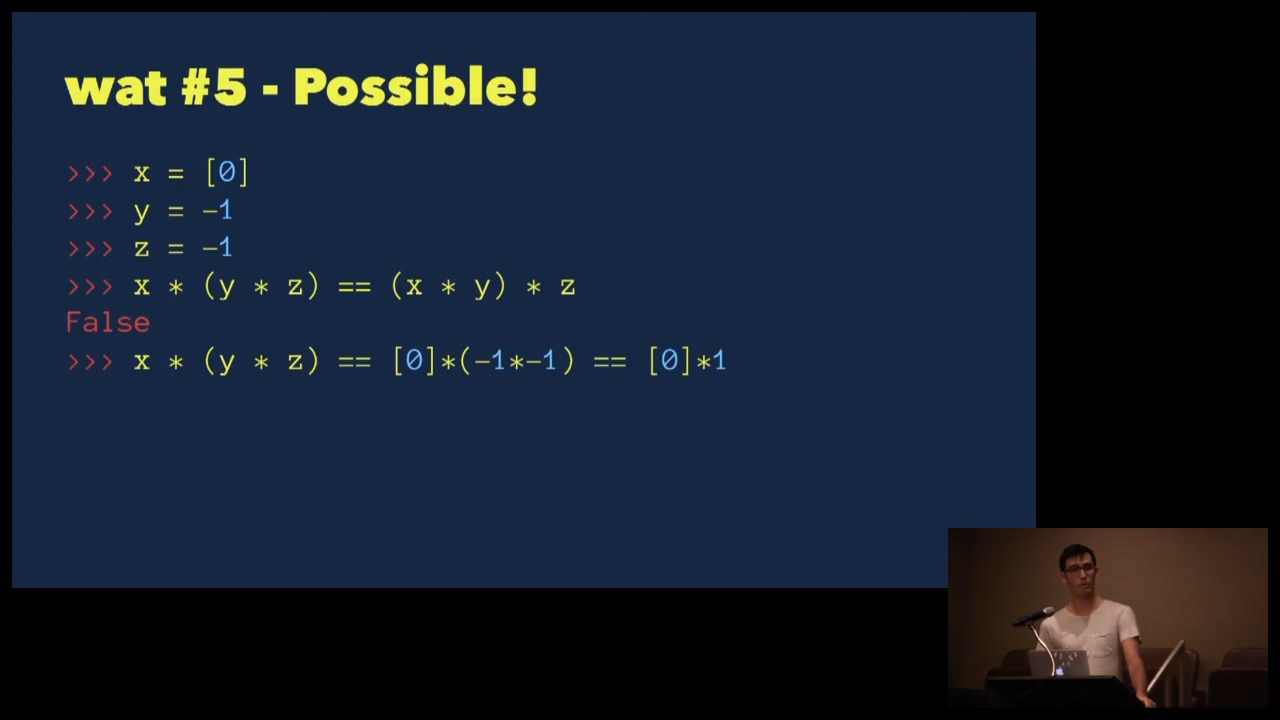 wat #5 - Possible!
>>> x = [0]
>>> y = -1
>>> z = -1
>>> x * (y * z) == (x * y) * z
False
>>> x * (y * z) == [0]*(-1*-1) == [0]*1